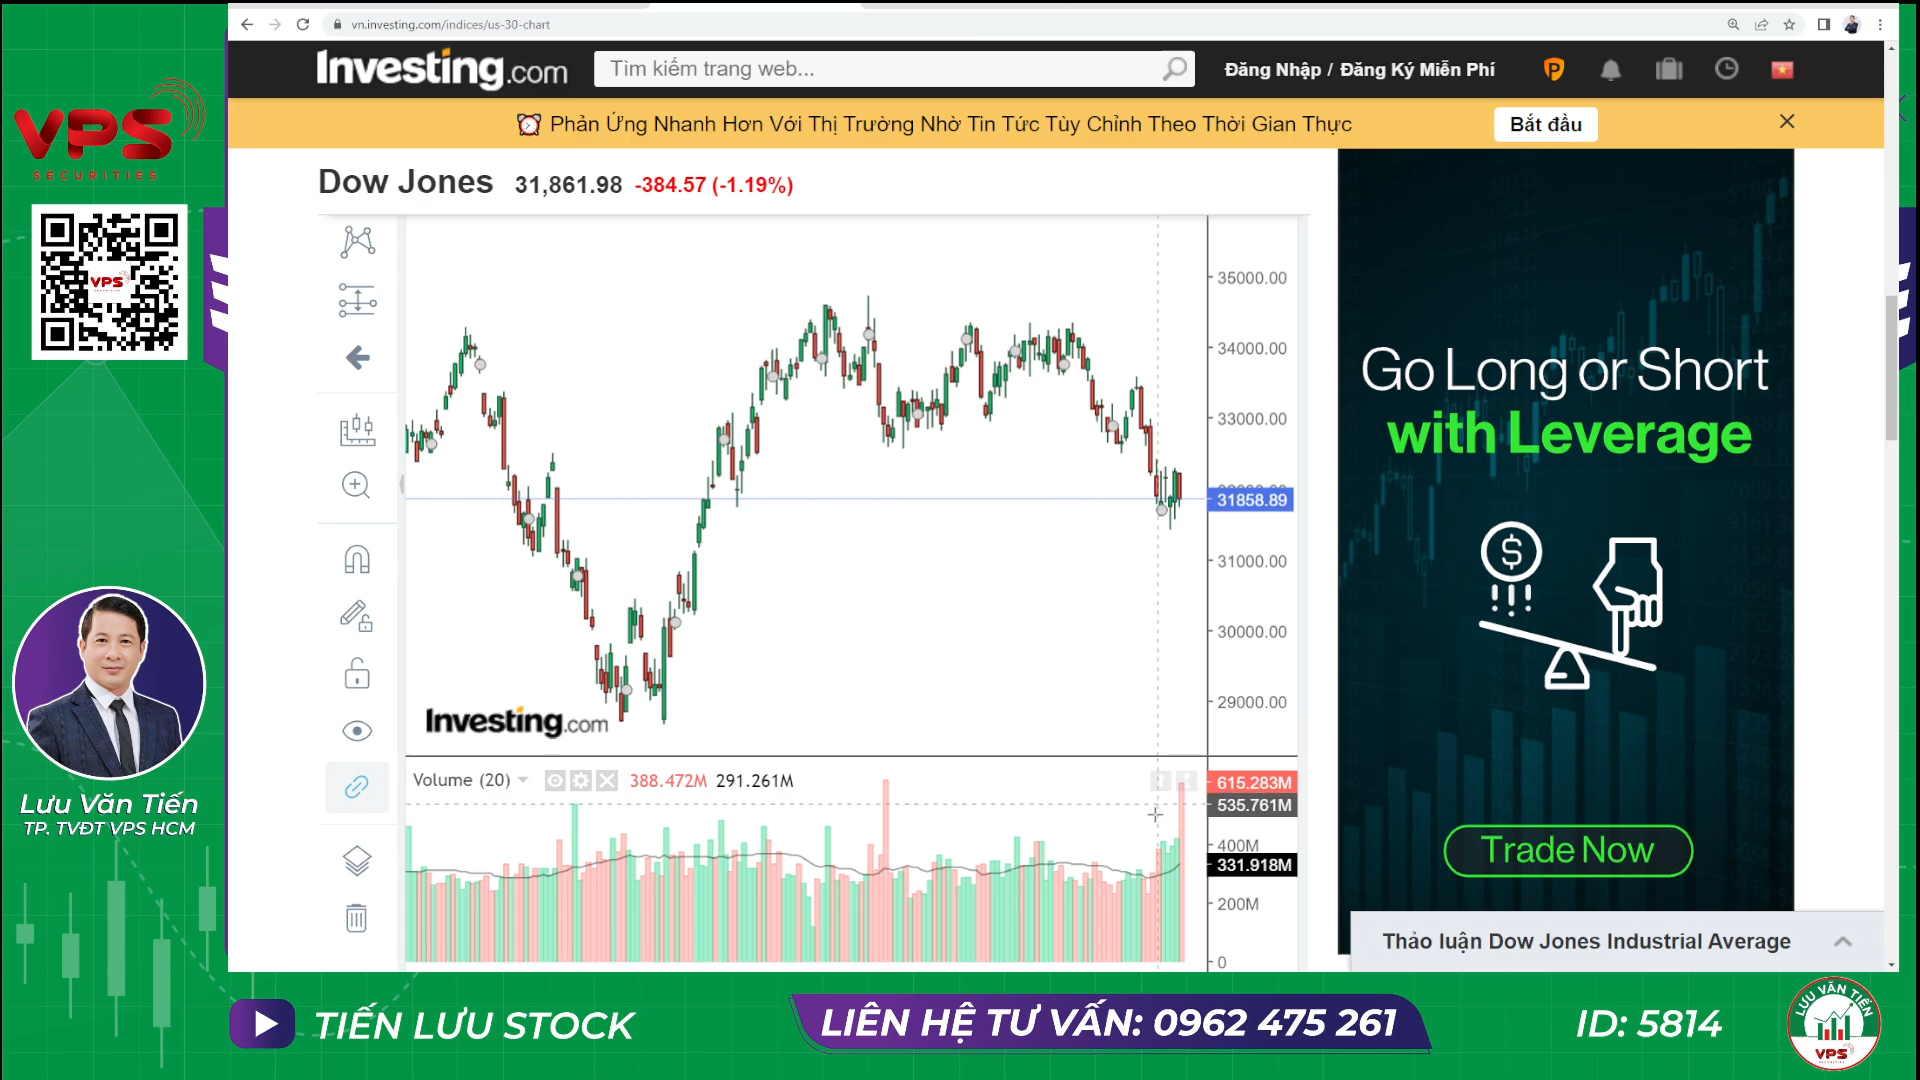 vn.investing.com/indices/us-30-chart
Investing.com
Tìm kiếm trang web...
Đăng Nhập / Đăng Ký Miễn Phí
P
Phản Ứng Nhanh Hơn Với Thị Trường Nhờ Tin Tức Tùy Chỉnh Theo Thời Gian Thực
Bắt đầu
VPS
SECURITIES
VPS
Dow Jones 31,861.98 -384.57 (-1.19%)
35000.00
34000.00
33000.00
31858.89
31000.00
30000.00
29000.00
Investing.com
Volume (20) 388.472M 291.261M
615.283M
535.761M
400M
331.918M
200M
0
Go Long or Short
with Leverage
$
Trade Now
Thảo luận Dow Jones Industrial Average
Lưu Văn Tiến
TP. TVĐT VPS HCM
TIẾN LƯU STOCK
LIÊN HỆ TƯ VẤN: 0962 475 261
ID: 5814
LƯU VĂN TIẾN
VPS